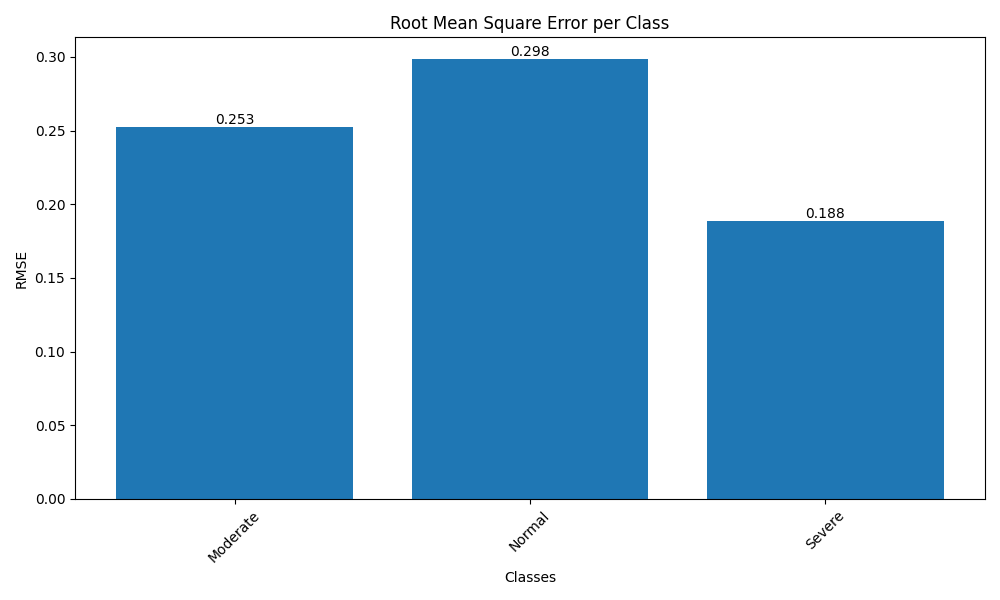 Root Mean Square Error per Class
0.298
0.253
0.188
RMSE
0.30
0.25
0.20
0.15
0.10
0.05
0.00
Moderate
Normal
Severe
Classes